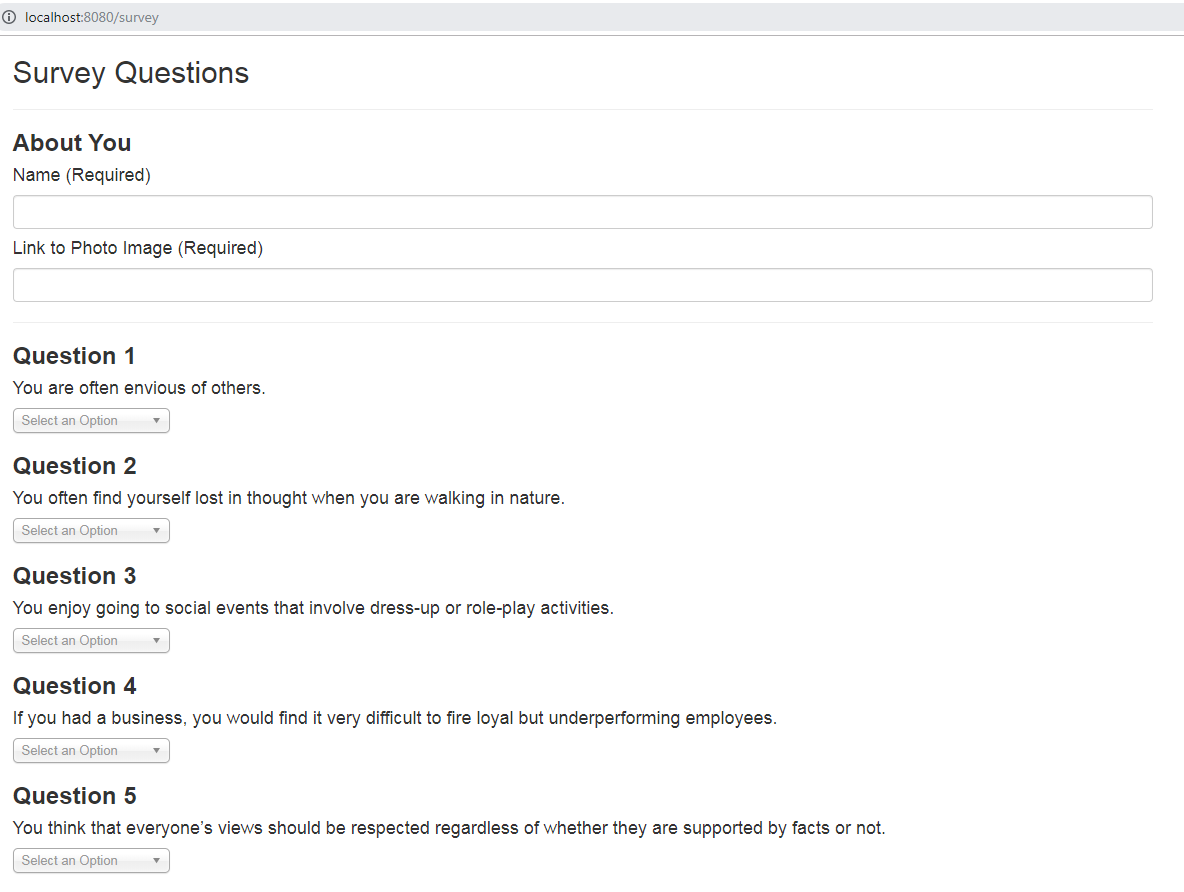 localhost:8080/survey
Survey Questions
About You
Name (Required)
Link to Photo Image (Required)
Question 1
You are often envious of others.
Select an Option
Question 2
You often find yourself lost in thought when you are walking in nature.
Select an Option
Question 3
You enjoy going to social events that involve dress-up or role-play activities.
Select an Option
Question 4
If you had a business, you would find it very difficult to fire loyal but underperforming employees.
Select an Option
Question 5
You think that everyone’s views should be respected regardless of whether they are supported by facts or not.
Select an Option